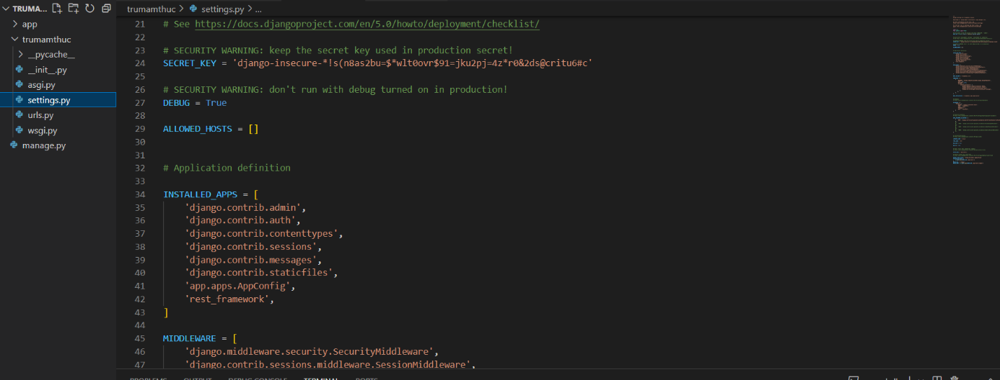 TRUMA...
app
trumamthuc
__pycache__
__init__.py
asgi.py
settings.py
urls.py
wsgi.py
manage.py
trumamthuc > settings.py > ...
21 # See https://docs.djangoproject.com/en/5.0/howto/deployment/checklist/
22
23 # SECURITY WARNING: keep the secret key used in production secret!
24 SECRET_KEY = 'django-insecure-*!s(n8as2bu=$*wlt0ovr$91=jku2pj=4z*r0&2ds@critu6#c'
25
26 # SECURITY WARNING: don't run with debug turned on in production!
27 DEBUG = True
28
29 ALLOWED_HOSTS = []
30
31
32 # Application definition
33
34 INSTALLED_APPS = [
35     'django.contrib.admin',
36     'django.contrib.auth',
37     'django.contrib.contenttypes',
38     'django.contrib.sessions',
39     'django.contrib.messages',
40     'django.contrib.staticfiles',
41     'app.apps.AppConfig',
42     'rest_framework',
43 ]
44
45 MIDDLEWARE = [
46     'django.middleware.security.SecurityMiddleware',
47     'django.contrib.sessions.middleware.SessionMiddleware',
PROBLEMS OUTPUT DEBUG CONSOLE TERMINAL PORTS